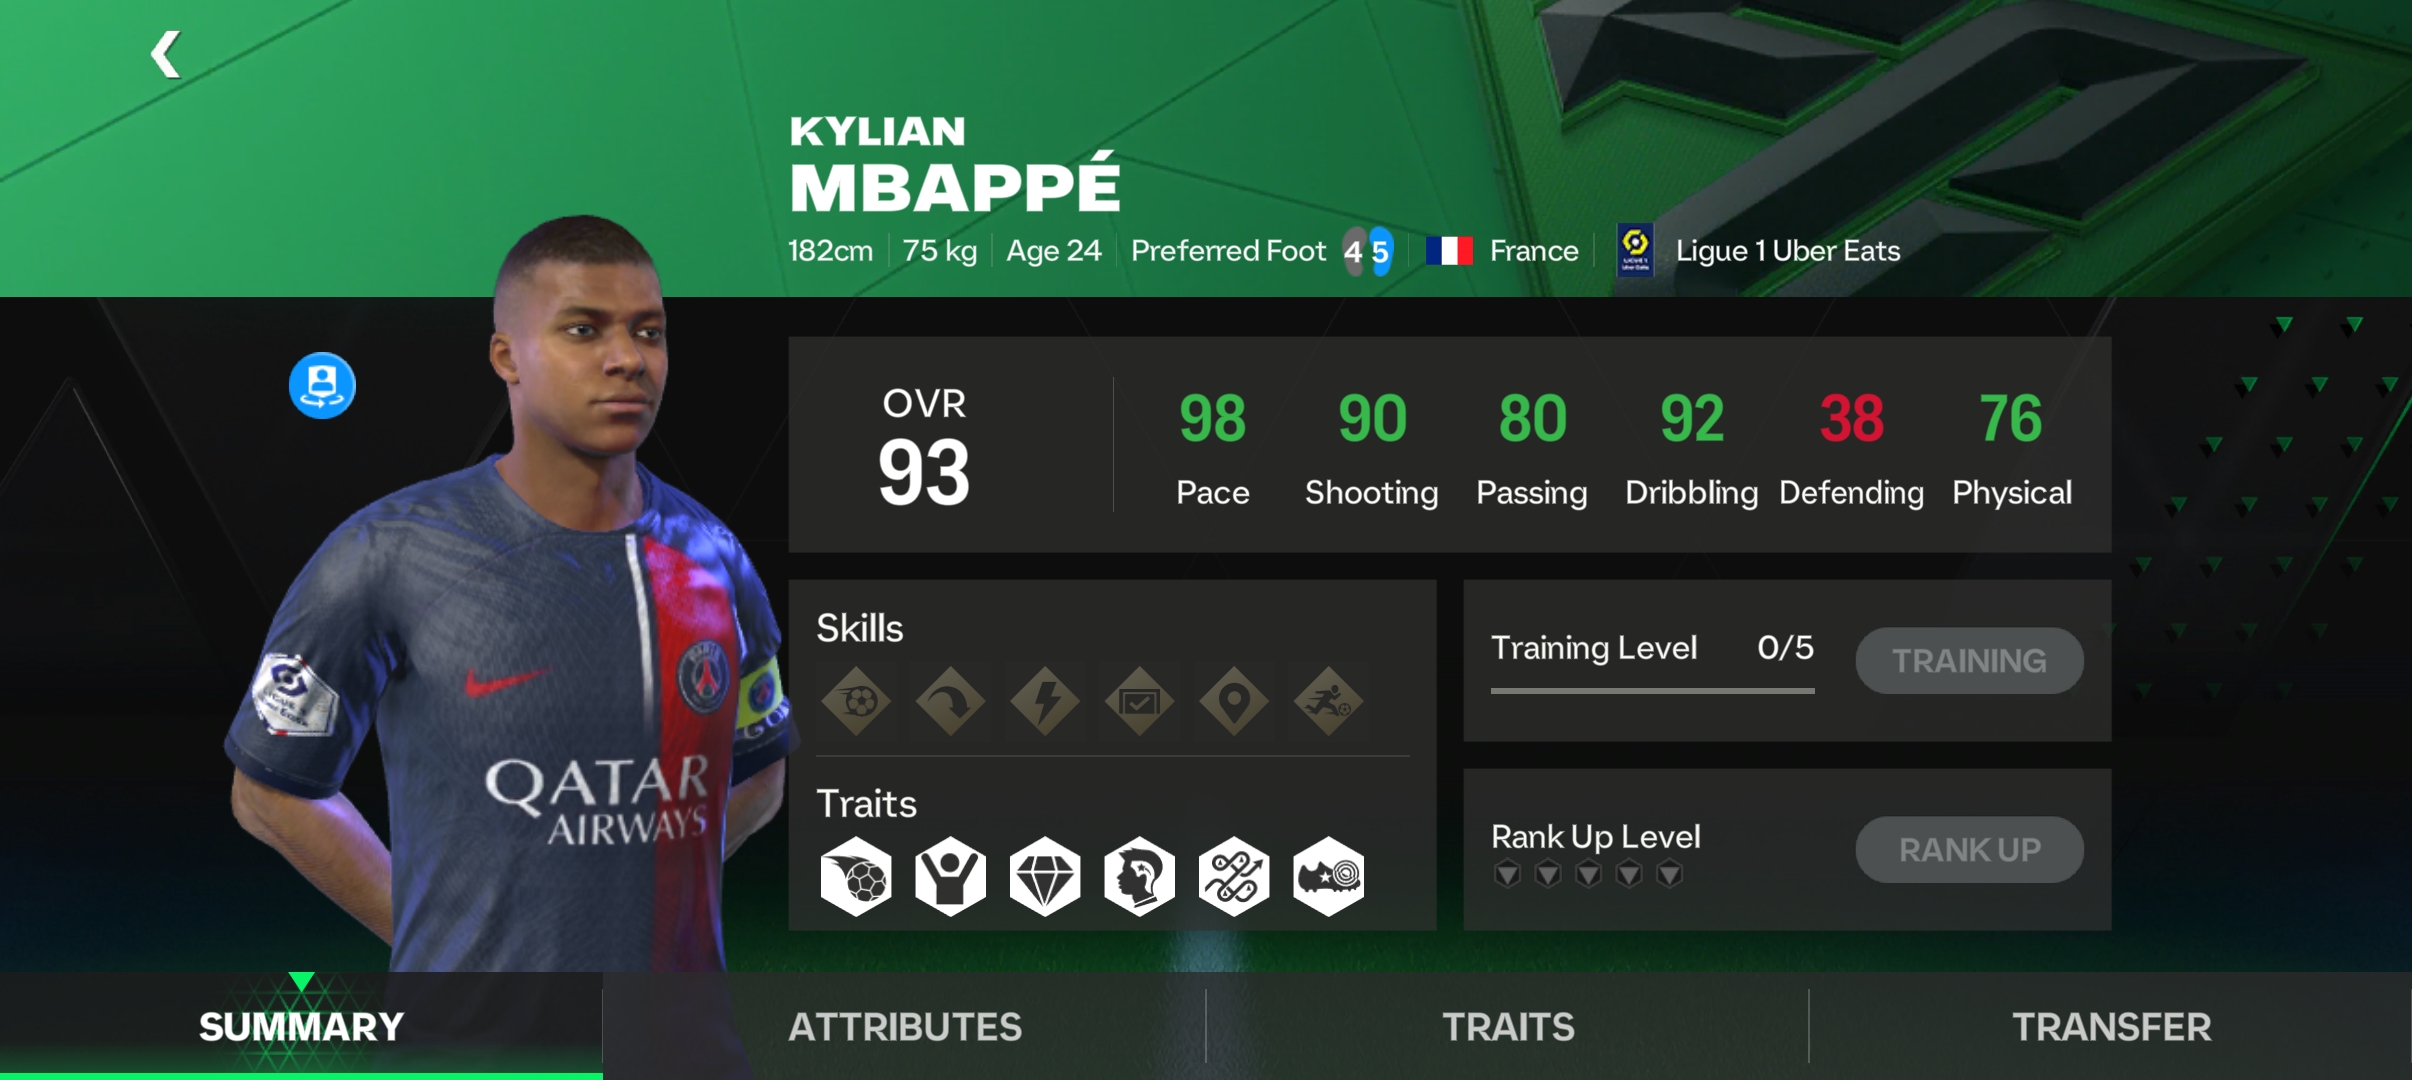 KYLIAN
MBAPPÉ
182cm 75 kg Age 24 Preferred Foot 4 5 France Ligue 1 Uber Eats
OVR
93
98 90 80 92 38 76
Pace Shooting Passing Dribbling Defending Physical
Skills
Training Level 0/5 TRAINING
Traits
Rank Up Level RANK UP
QATAR
AIRWAYS
PARIS
SUMMARY ATTRIBUTES TRAITS TRANSFER